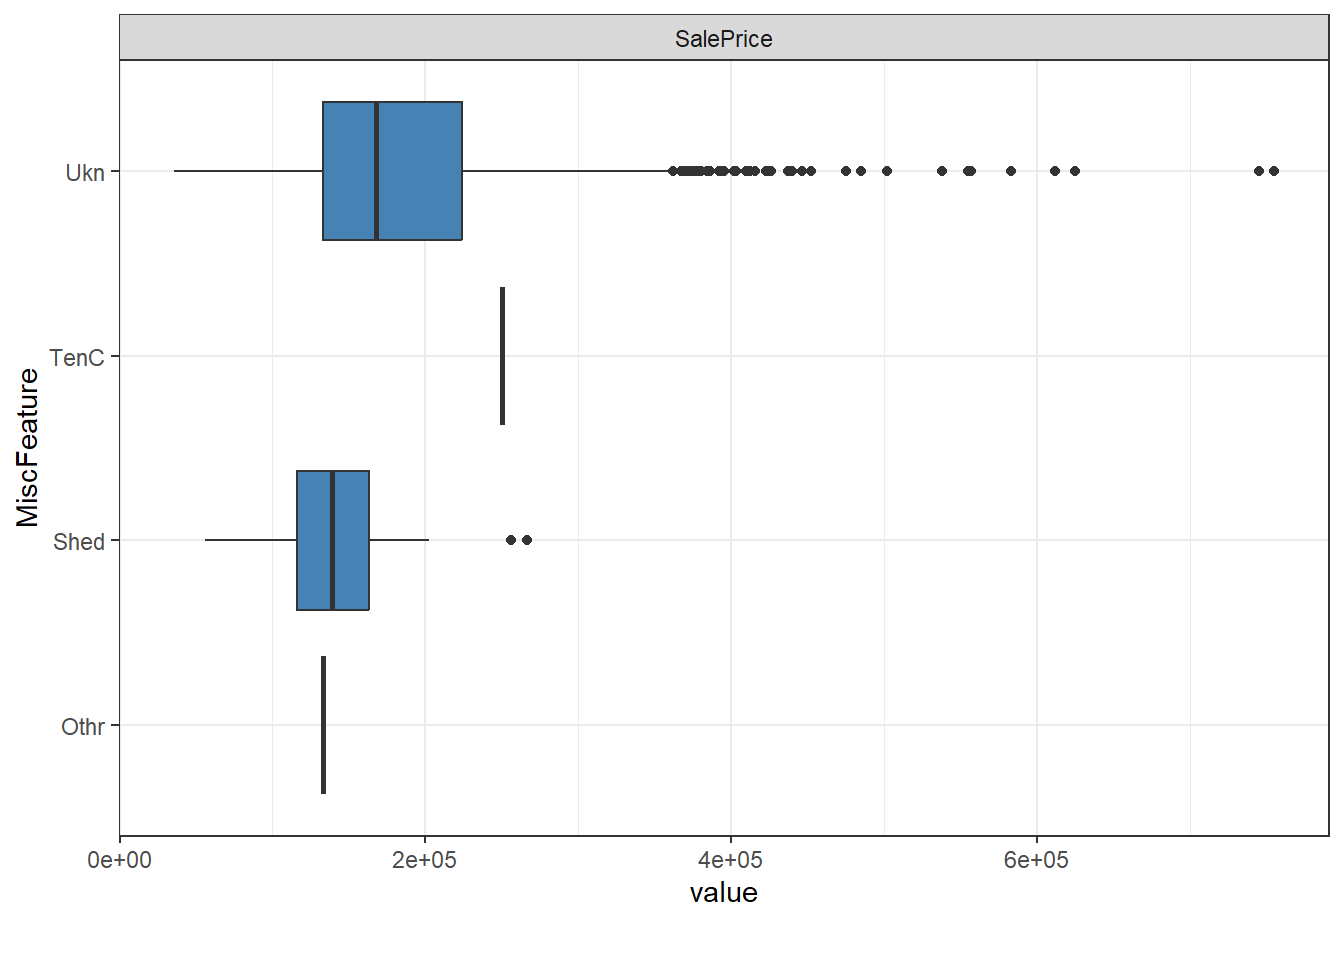 SalePrice
Ukn
TenC
Shed
Othr
MiscFeature
0e+00 2e+05 4e+05 6e+05
value